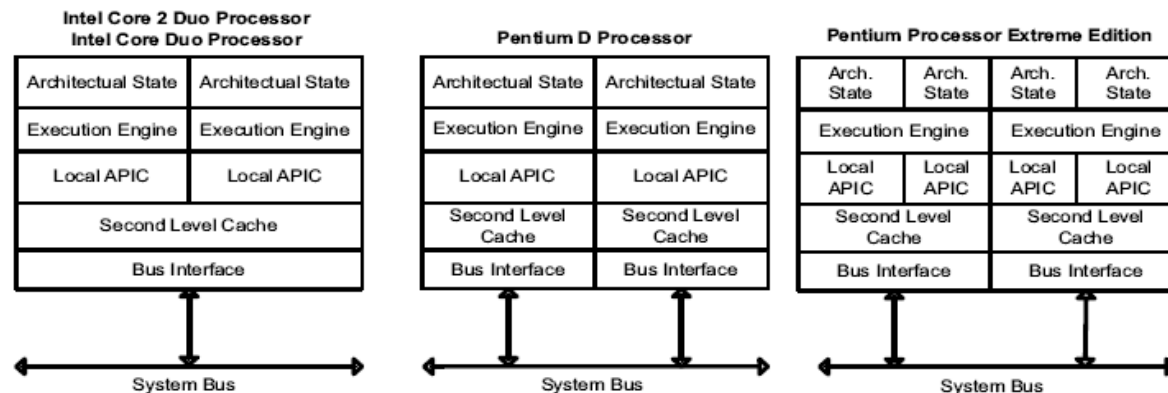 Intel Core 2 Duo Processor
Intel Core Duo Processor
Architectual State
Architectual State
Execution Engine
Execution Engine
Local APIC
Local APIC
Second Level Cache
Bus Interface
System Bus
Pentium D Processor
Architectual State
Architectual State
Execution Engine
Execution Engine
Local APIC
Local APIC
Second Level
Cache
Second Level
Cache
Bus Interface
Bus Interface
System Bus
Pentium Processor Extreme Edition
Arch.
State
Arch.
State
Arch.
State
Arch.
State
Execution Engine
Execution Engine
Local
APIC
Local
APIC
Local
APIC
Local
APIC
Second Level
Cache
Second Level
Cache
Bus Interface
Bus Interface
System Bus